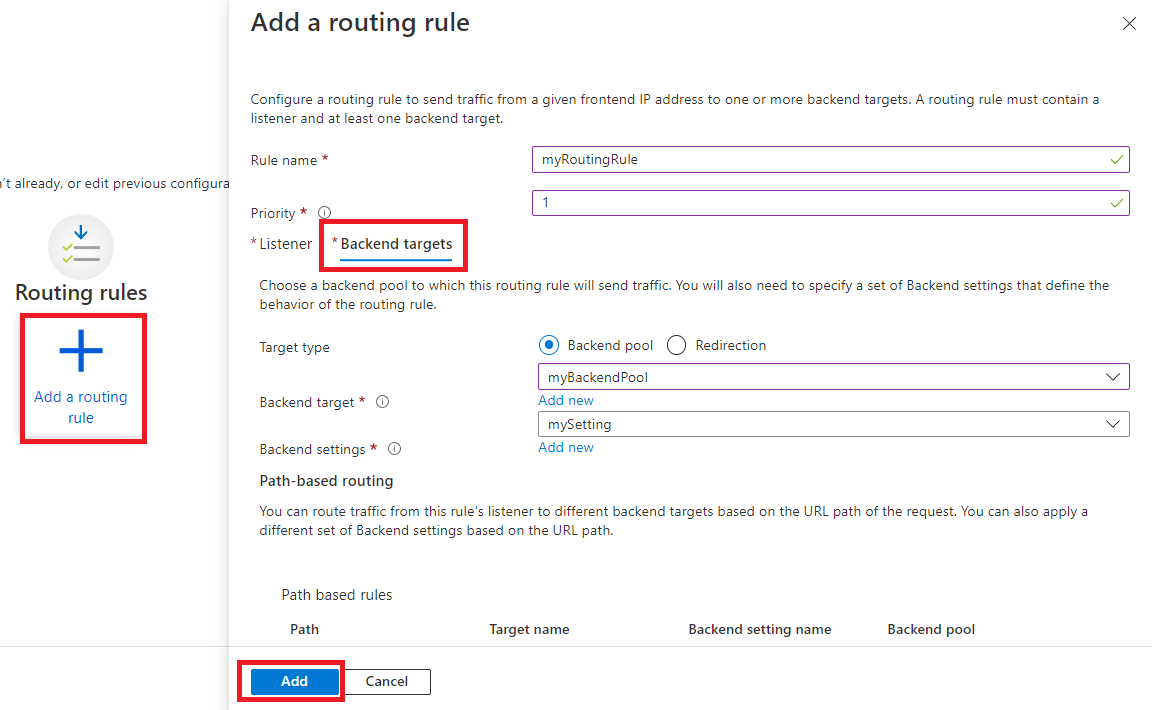 Add a routing rule
Configure a routing rule to send traffic from a given frontend IP address to one or more backend targets. A routing rule must contain a
listener and at least one backend target.
Rule name *
myRoutingRule
Priority *
1
* Listener
* Backend targets
Choose a backend pool to which this routing rule will send traffic. You will also need to specify a set of Backend settings that define the
behavior of the routing rule.
Target type
Backend pool
Redirection
Backend target *
myBackendPool
Add new
Backend settings *
mySetting
Add new
Path-based routing
You can route traffic from this rule's listener to different backend targets based on the URL path of the request. You can also apply a
different set of Backend settings based on the URL path.
Path based rules
Path Target name Backend setting name Backend pool
Add
Cancel
't already, or edit previous configura
Routing rules
Add a routing
rule